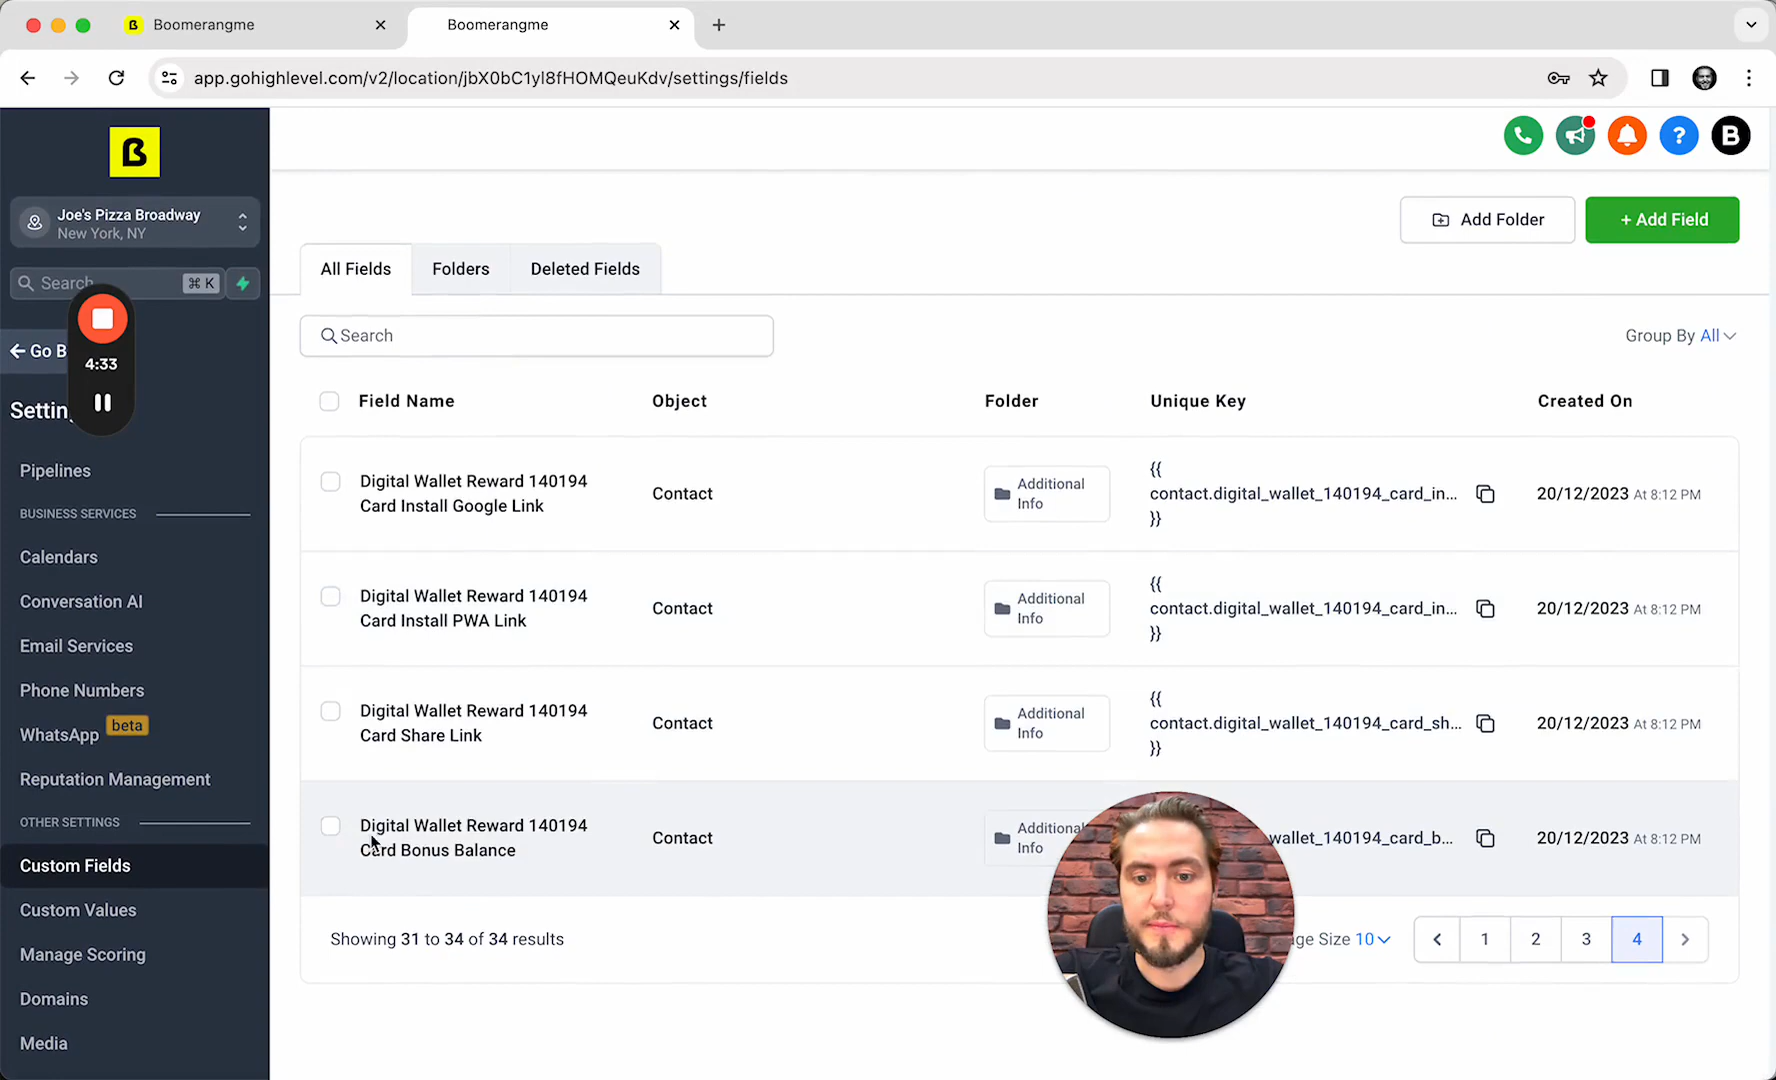 Boomerangme
Boomerangme
app.gohighlevel.com/v2/location/jbX0bC1yl8fHOMQeuKdv/settings/fields
Joe's Pizza Broadway
New York, NY
Search
⌘ K
Go B
4:33
Pipelines
BUSINESS SERVICES
Calendars
Conversation AI
Email Services
Phone Numbers
WhatsApp beta
Reputation Management
OTHER SETTINGS
Custom Fields
Custom Values
Manage Scoring
Domains
Media
Add Folder
+ Add Field
All Fields
Folders
Deleted Fields
Search
Group By All
Field Name Object Folder Unique Key Created On
Digital Wallet Reward 140194
Card Install Google Link
Contact
Additional
Info
{{
contact.digital_wallet_140194_card_in...
}}
20/12/2023 At 8:12 PM
Digital Wallet Reward 140194
Card Install PWA Link
Contact
Additional
Info
{{
contact.digital_wallet_140194_card_in...
}}
20/12/2023 At 8:12 PM
Digital Wallet Reward 140194
Card Share Link
Contact
Additional
Info
{{
contact.digital_wallet_140194_card_sh...
}}
20/12/2023 At 8:12 PM
Digital Wallet Reward 140194
Card Bonus Balance
Contact
Additional
Info
wallet_140194_card_b...
20/12/2023 At 8:12 PM
Showing 31 to 34 of 34 results
ge Size 10
1 2 3 4